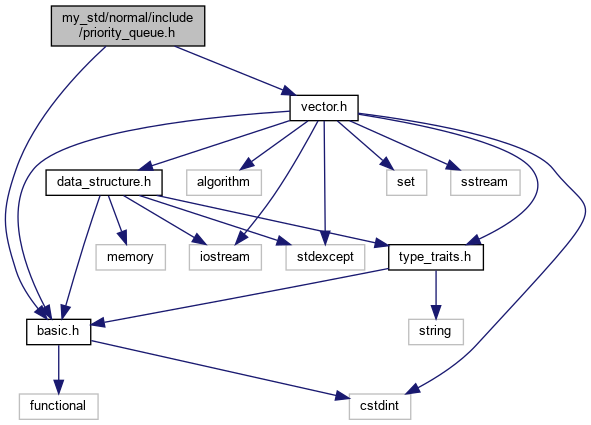 my_std/normal/include
/priority_queue.h
vector.h
data_structure.h
algorithm
set
sstream
memory
iostream
stdexcept
type_traits.h
basic.h
string
functional
cstdint